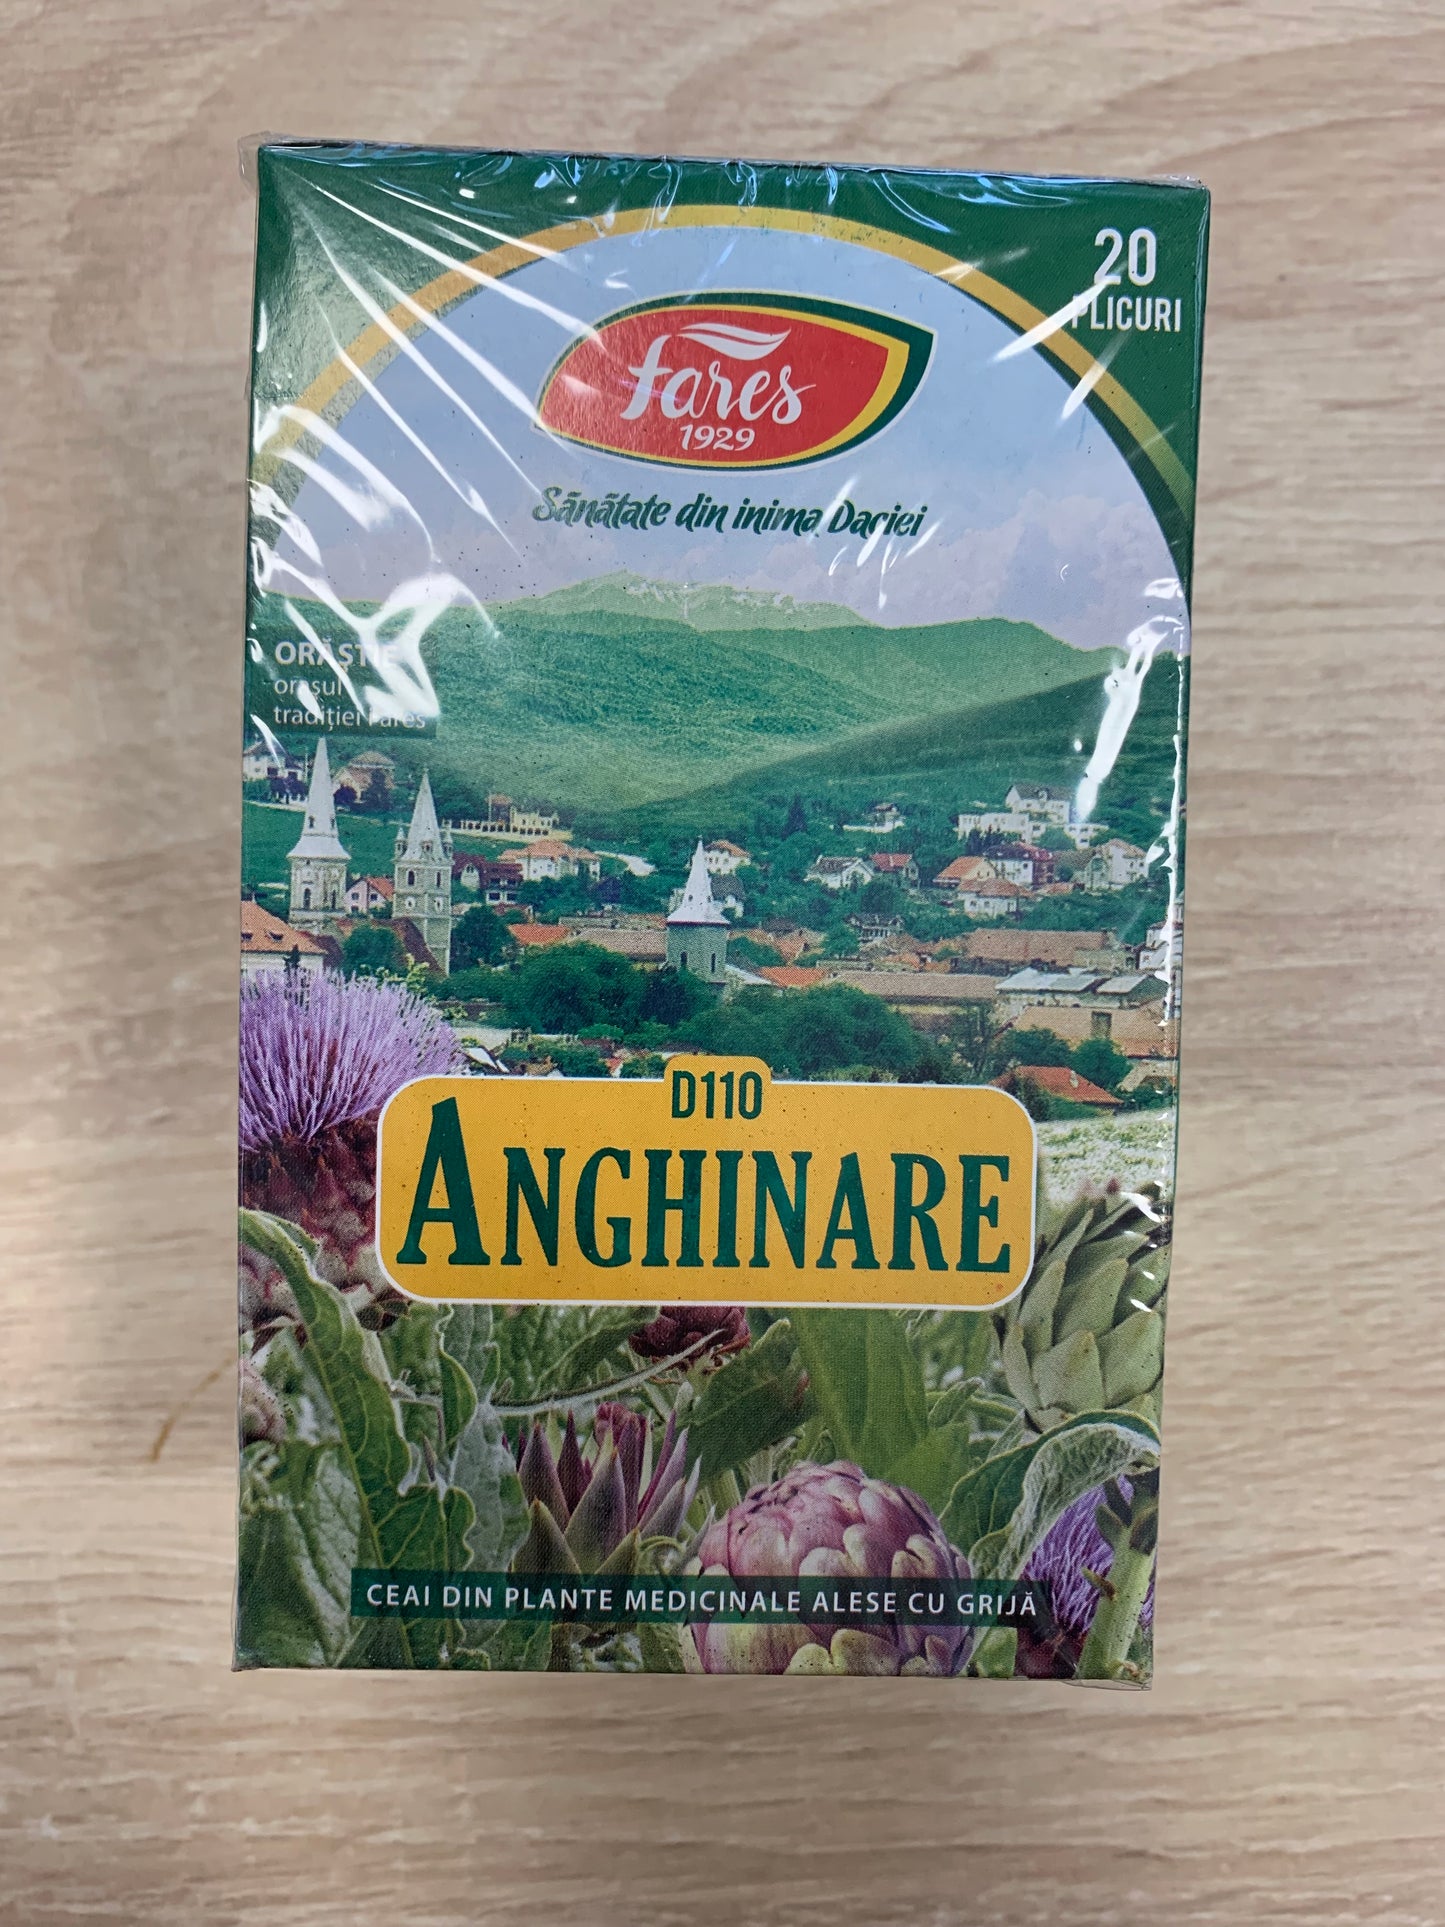 20
PLICURI
fares
1929
Sănătate din inima Daciei
ORĂȘTIE
orașul
tradiției Fares
D110
ANGHINARE
CEAI DIN PLANTE MEDICINALE ALESE CU GRIJĂ